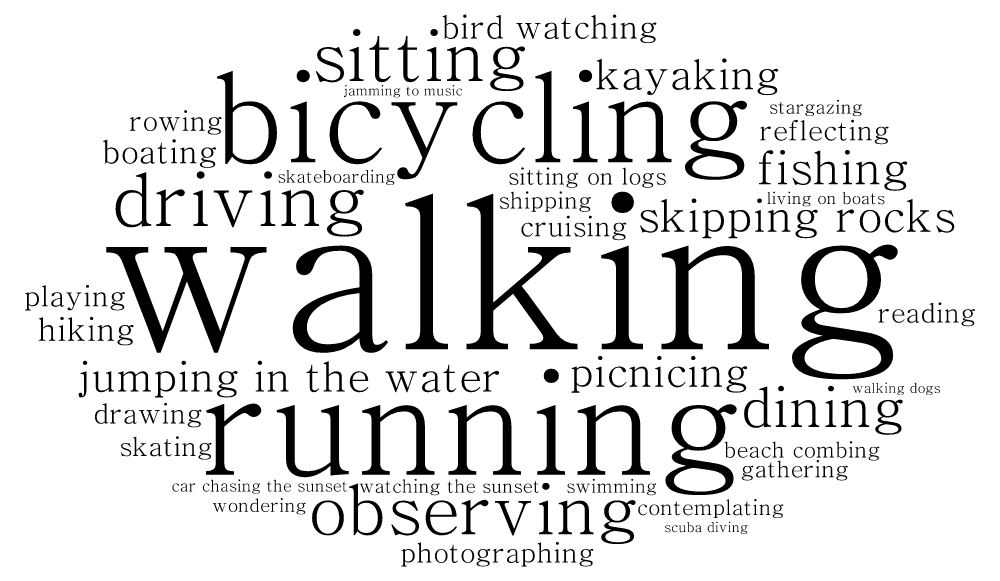 bird watching
sitting
kayaking
jamming to music
bicycling
stargazing
rowing
reflecting
boating
fishing
skateboarding
sitting on logs
driving
shipping
living on boats
cruising
skipping rocks
walking
playing
reading
hiking
jumping in the water
picnicing
walking dogs
drawing
running
dining
skating
beach combing
gathering
car chasing the sunset
watching the sunset
swimming
wondering
observing
contemplating
scuba diving
photographing